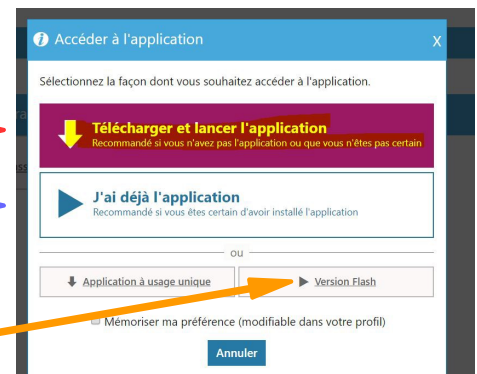 Accéder à l'application
X
Sélectionnez la façon dont vous souhaitez accéder à l'application.
Télécharger et lancer l'application
Recommandé si vous n'avez pas l'application ou que vous n'êtes pas certain
J'ai déjà l'application
Recommandé si vous êtes certain d'avoir installé l'application
ou
Application à usage unique
Version Flash
Mémoriser ma préférence (modifiable dans votre profil)
Annuler